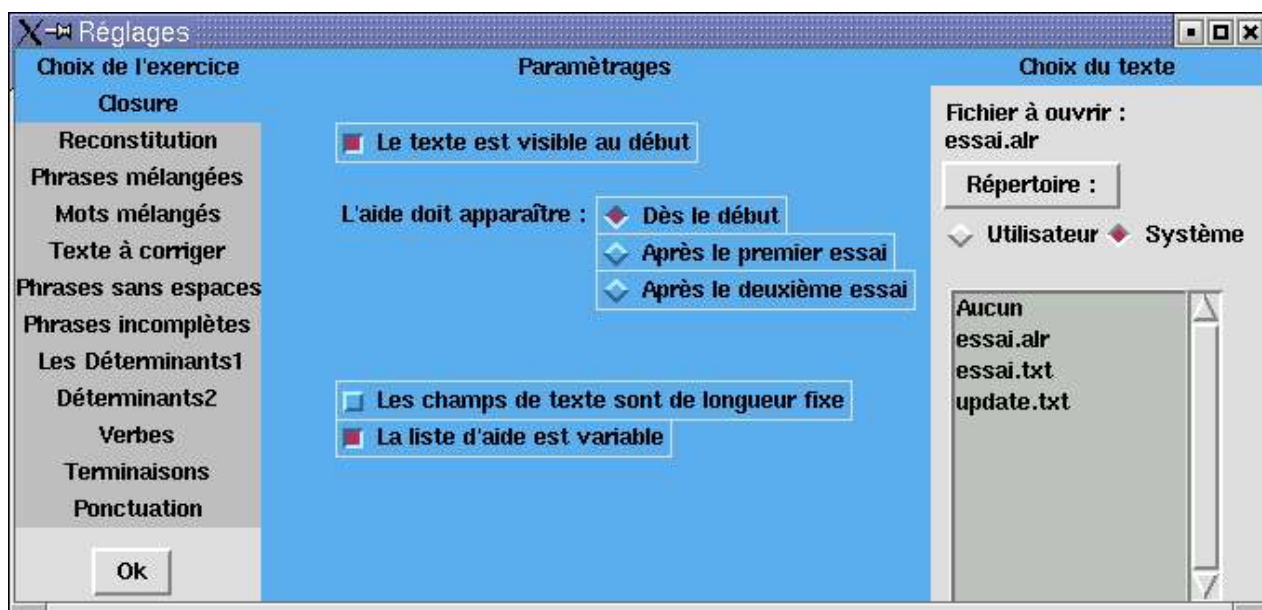 Réglages
Choix de l'exercice
Closure
Reconstitution
Phrases mélangées
Mots mélangés
Texte à corriger
Phrases sans espaces
Phrases incomplètes
Les Déterminants1
Déterminants2
Verbes
Terminaisons
Ponctuation
Ok
Paramètrages
Le texte est visible au début
L'aide doit apparaître :
Dès le début
Après le premier essai
Après le deuxième essai
Les champs de texte sont de longueur fixe
La liste d'aide est variable
Choix du texte
Fichier à ouvrir :
essai.alr
Répertoire :
Utilisateur Système
Aucun
essai.alr
essai.txt
update.txt